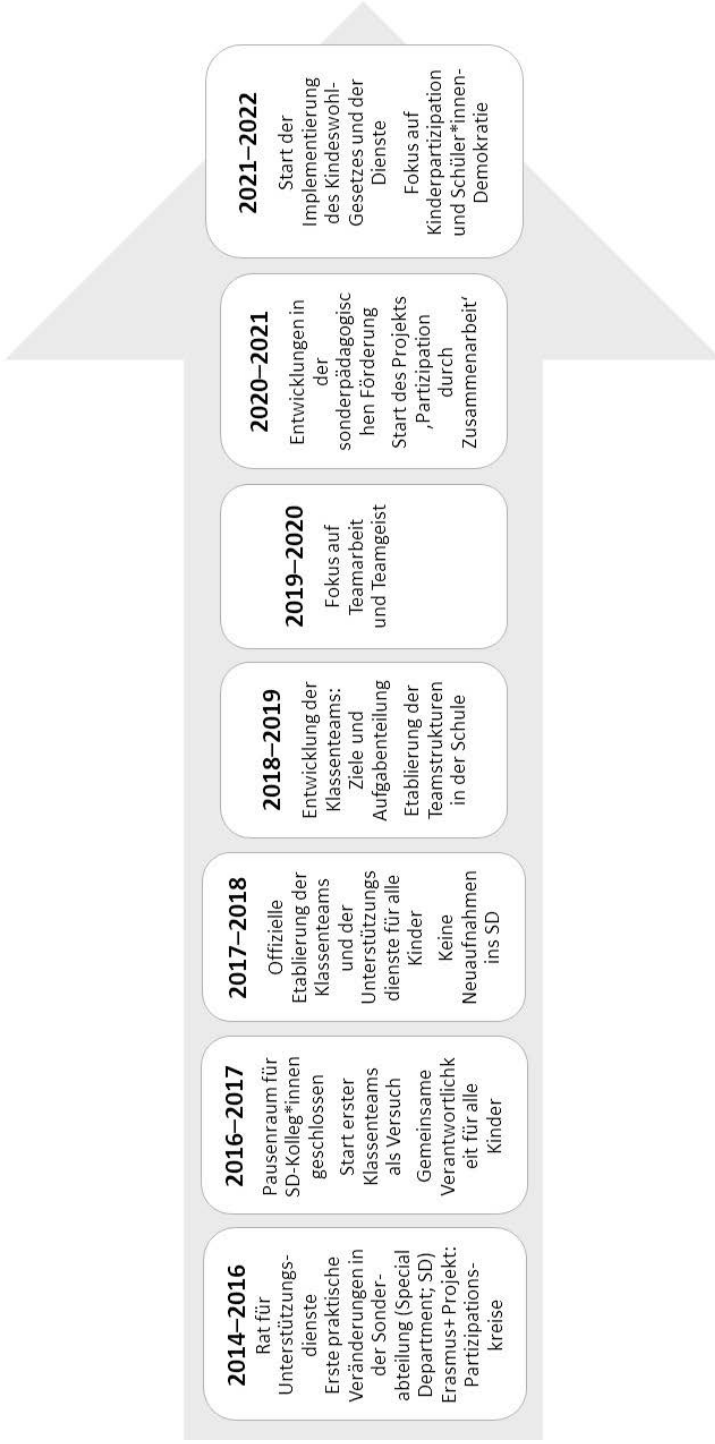 2014–2016
Rat für
Unterstützungs-
dienste
Erste praktische
Veränderungen in
der Sonder-
abteilung (Special
Department; SD)
Erasmus+ Projekt:
Partizipations-
kreise
2016–2017
Pausenraum für
SD-Kolleg*innen
geschlossen
Start erster
Klassenteams
als Versuch
Gemeinsame
Verantwortlichk
eit für alle
Kinder
2017–2018
Offizielle
Etablierung der
Klassenteams
und der
Unterstützungs
dienste für alle
Kinder
Keine
Neuaufnahmen
ins SD
2018–2019
Entwicklung der
Klassenteams:
Ziele und
Aufgabenteilung
Etablierung der
Teamstrukturen
in der Schule
2019–2020
Fokus auf
Teamarbeit
und Teamgeist
2020–2021
Entwicklungen in
der
sonderpädagogisc
hen Förderung
Start des Projekts
‚Partizipation
durch
Zusammenarbeit‘
2021–2022
Start der
Implementierung
des Kindeswohl-
Gesetzes und der
Dienste
Fokus auf
Kinderpartizipation
und Schüler*innen-
Demokratie